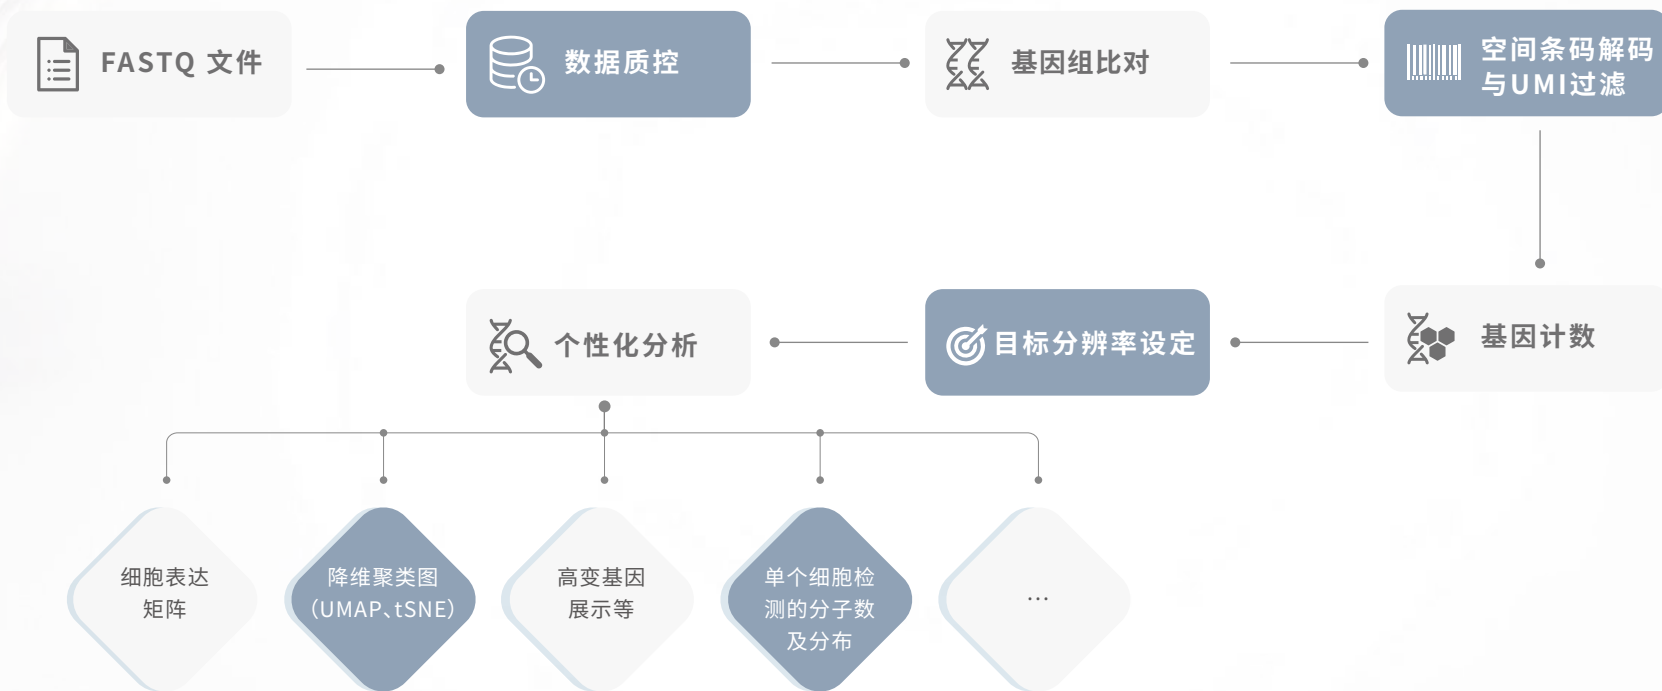 FASTQ 文件
数据质控
基因组比对
空间条码解码
与UMI过滤
基因计数
目标分辨率设定
个性化分析
细胞表达
矩阵
降维聚类图
（UMAP、tSNE）
高变基因
展示等
单个细胞检
测的分子数
及分布
…